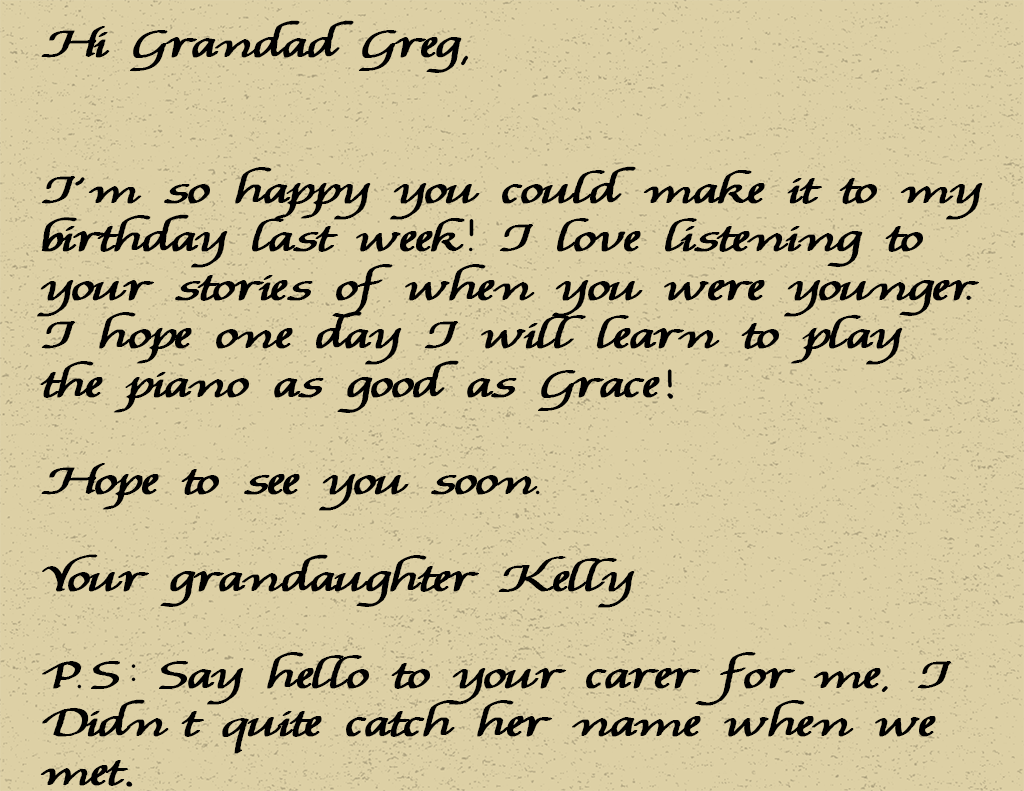 Hi Grandad Greg,
I'm so happy you could make it to my
birthday last week! I love listening to
your stories of when you were younger.
I hope one day I will learn to play
the piano as good as Grace!
Hope to see you soon.
Your grandaughter Kelly
P.S: Say hello to your carer for me. I
Didn t quite catch her name when we
met.